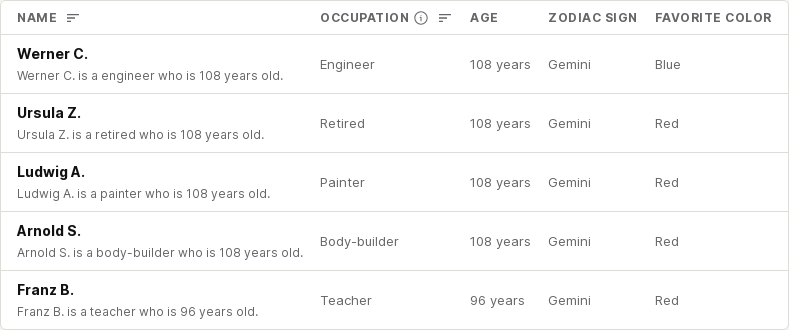 NAME OCCUPATION AGE ZODIAC SIGN FAVORITE COLOR
Werner C.
Werner C. is a engineer who is 108 years old.
Engineer 108 years Gemini Blue
Ursula Z.
Ursula Z. is a retired who is 108 years old.
Retired 108 years Gemini Red
Ludwig A.
Ludwig A. is a painter who is 108 years old.
Painter 108 years Gemini Red
Arnold S.
Arnold S. is a body-builder who is 108 years old.
Body-builder 108 years Gemini Red
Franz B.
Franz B. is a teacher who is 96 years old.
Teacher 96 years Gemini Red